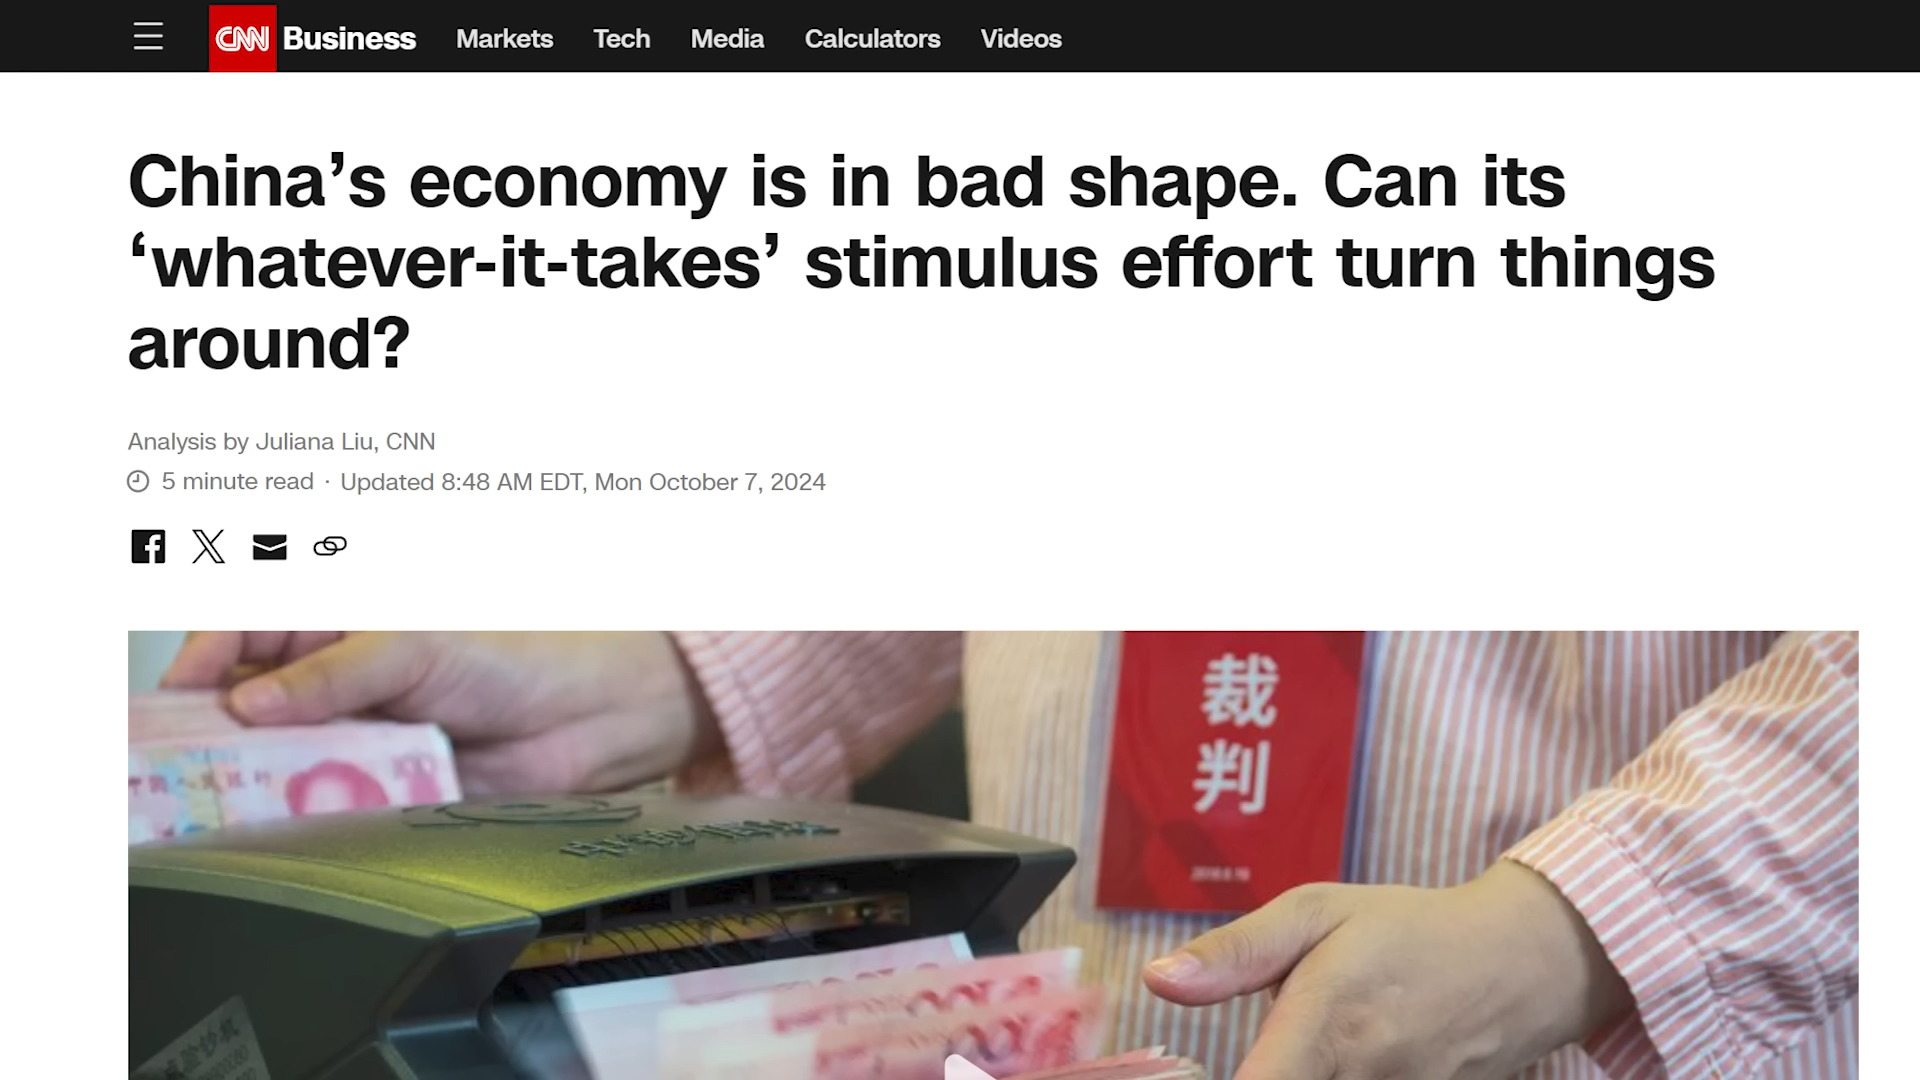 CNN Business Markets Tech Media Calculators Videos
China’s economy is in bad shape. Can its
‘whatever-it-takes’ stimulus effort turn things
around?
Analysis by Juliana Liu, CNN
5 minute read · Updated 8:48 AM EDT, Mon October 7, 2024
裁
判